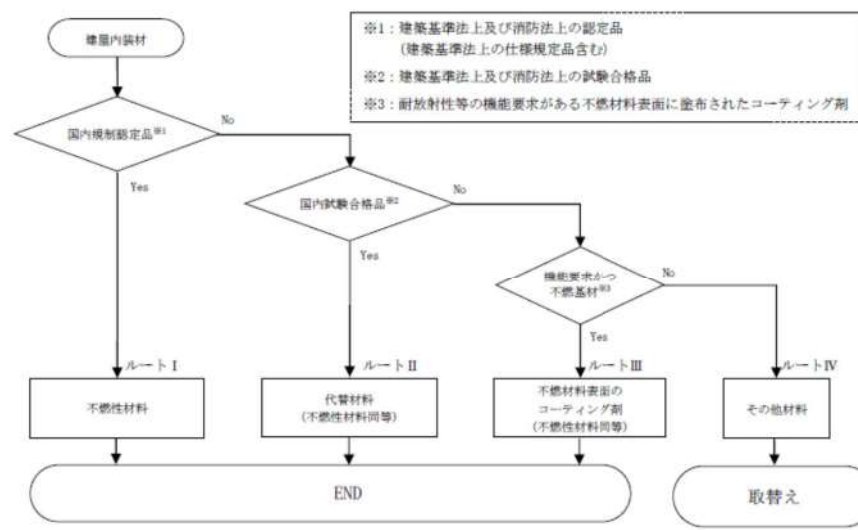 建屋内装材
※1：建築基準法上及び消防法上の認定品
(建築基準法上の仕様規定品含む)
※2：建築基準法上及び消防法上の試験合格品
※3：耐放射性等の機能要求がある不燃材料表面に塗布されたコーティング剤
国内規制認定品※1
No
Yes
国内試験合格品※2
No
Yes
機能要求かつ
不燃基材※3
No
Yes
ルートⅠ
ルートⅡ
ルートⅢ
ルートⅣ
不燃性材料
代替材料
(不燃性材料同等)
不燃材料表面の
コーティング剤
(不燃性材料同等)
その他材料
END
取替え